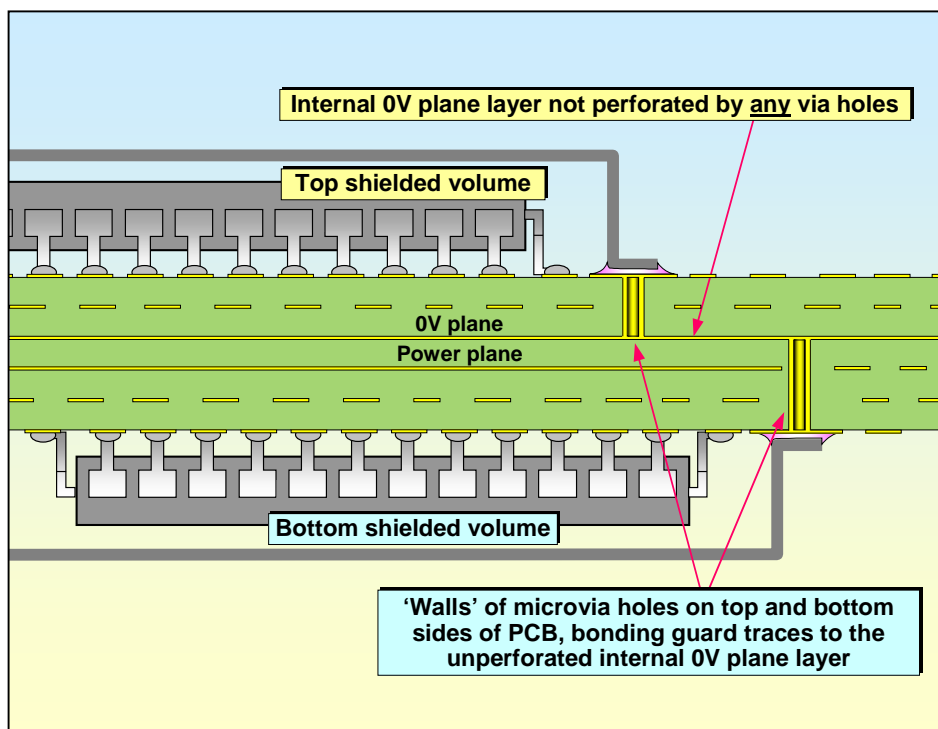 Internal 0V plane layer not perforated by any via holes
Top shielded volume
0V plane
Power plane
Bottom shielded volume
‘Walls’ of microvia holes on top and bottom
sides of PCB, bonding guard traces to the
unperforated internal 0V plane layer